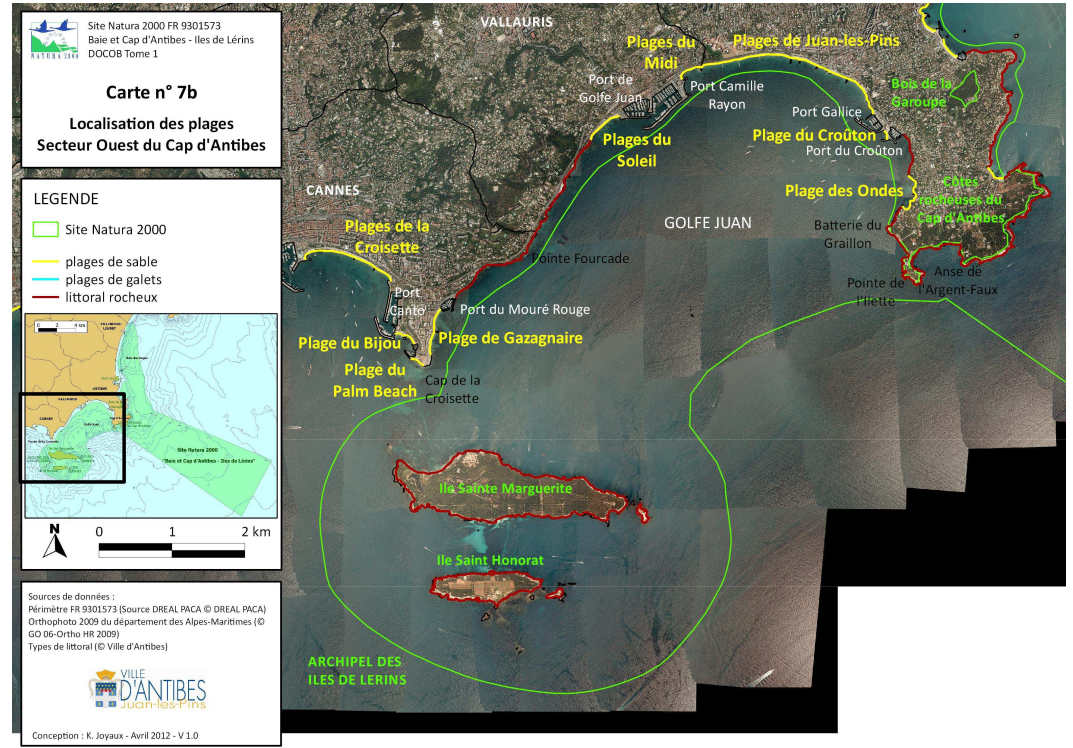 Site Natura 2000 FR 9301573
Baie et Cap d'Antibes - Iles de Lérins
DOCOB Tome 1
NATURA 2000
Carte n° 7b
Localisation des plages
Secteur Ouest du Cap d'Antibes
LEGENDE
Site Natura 2000
plages de sable
plages de galets
littoral rocheux
0 2 4 km
VILLENEUVE-
LOUBET
ANTIBES
VALLAURIS
CANNES
Site Natura 2000
"Baie et Cap d'Antibes - Iles de Lérins"
N
0 1 2 km
Sources de données :
Périmètre FR 9301573 (Source DREAL PACA © DREAL PACA)
Orthophoto 2009 du département des Alpes-Maritimes (©
GO 06-Ortho HR 2009)
Types de littoral (© Ville d'Antibes)
VILLE
D'ANTIBES
Juan-les-Pins
Conception : K. Joyaux - Avril 2012 - V 1.0
VALLAURIS
Plages du
Midi
Plages de Juan-les-Pins
Port de
Golfe Juan
Port Camille
Rayon
Bois de la
Garoupe
Port Gallice
Plage du Croûton
Port du Croûton
Plages du
Soleil
CANNES
Plage des Ondes
Côtes
rocheuses du
Cap d'Antibes
Plages de la
Croisette
GOLFE JUAN
Batterie du
Graillon
Pointe Fourcade
Anse de
l'Argent-Faux
Pointe de
l'Ilette
Port
Canto
Port du Mouré Rouge
Plage du Bijou
Plage de Gazagnaire
Plage du
Palm Beach
Cap de la
Croisette
Ile Sainte Marguerite
Ile Saint Honorat
ARCHIPEL DES
ILES DE LERINS